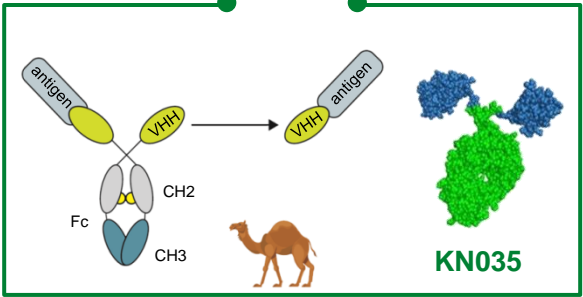 antigen
VHH
VHH
antigen
CH2
Fc
CH3
KN035